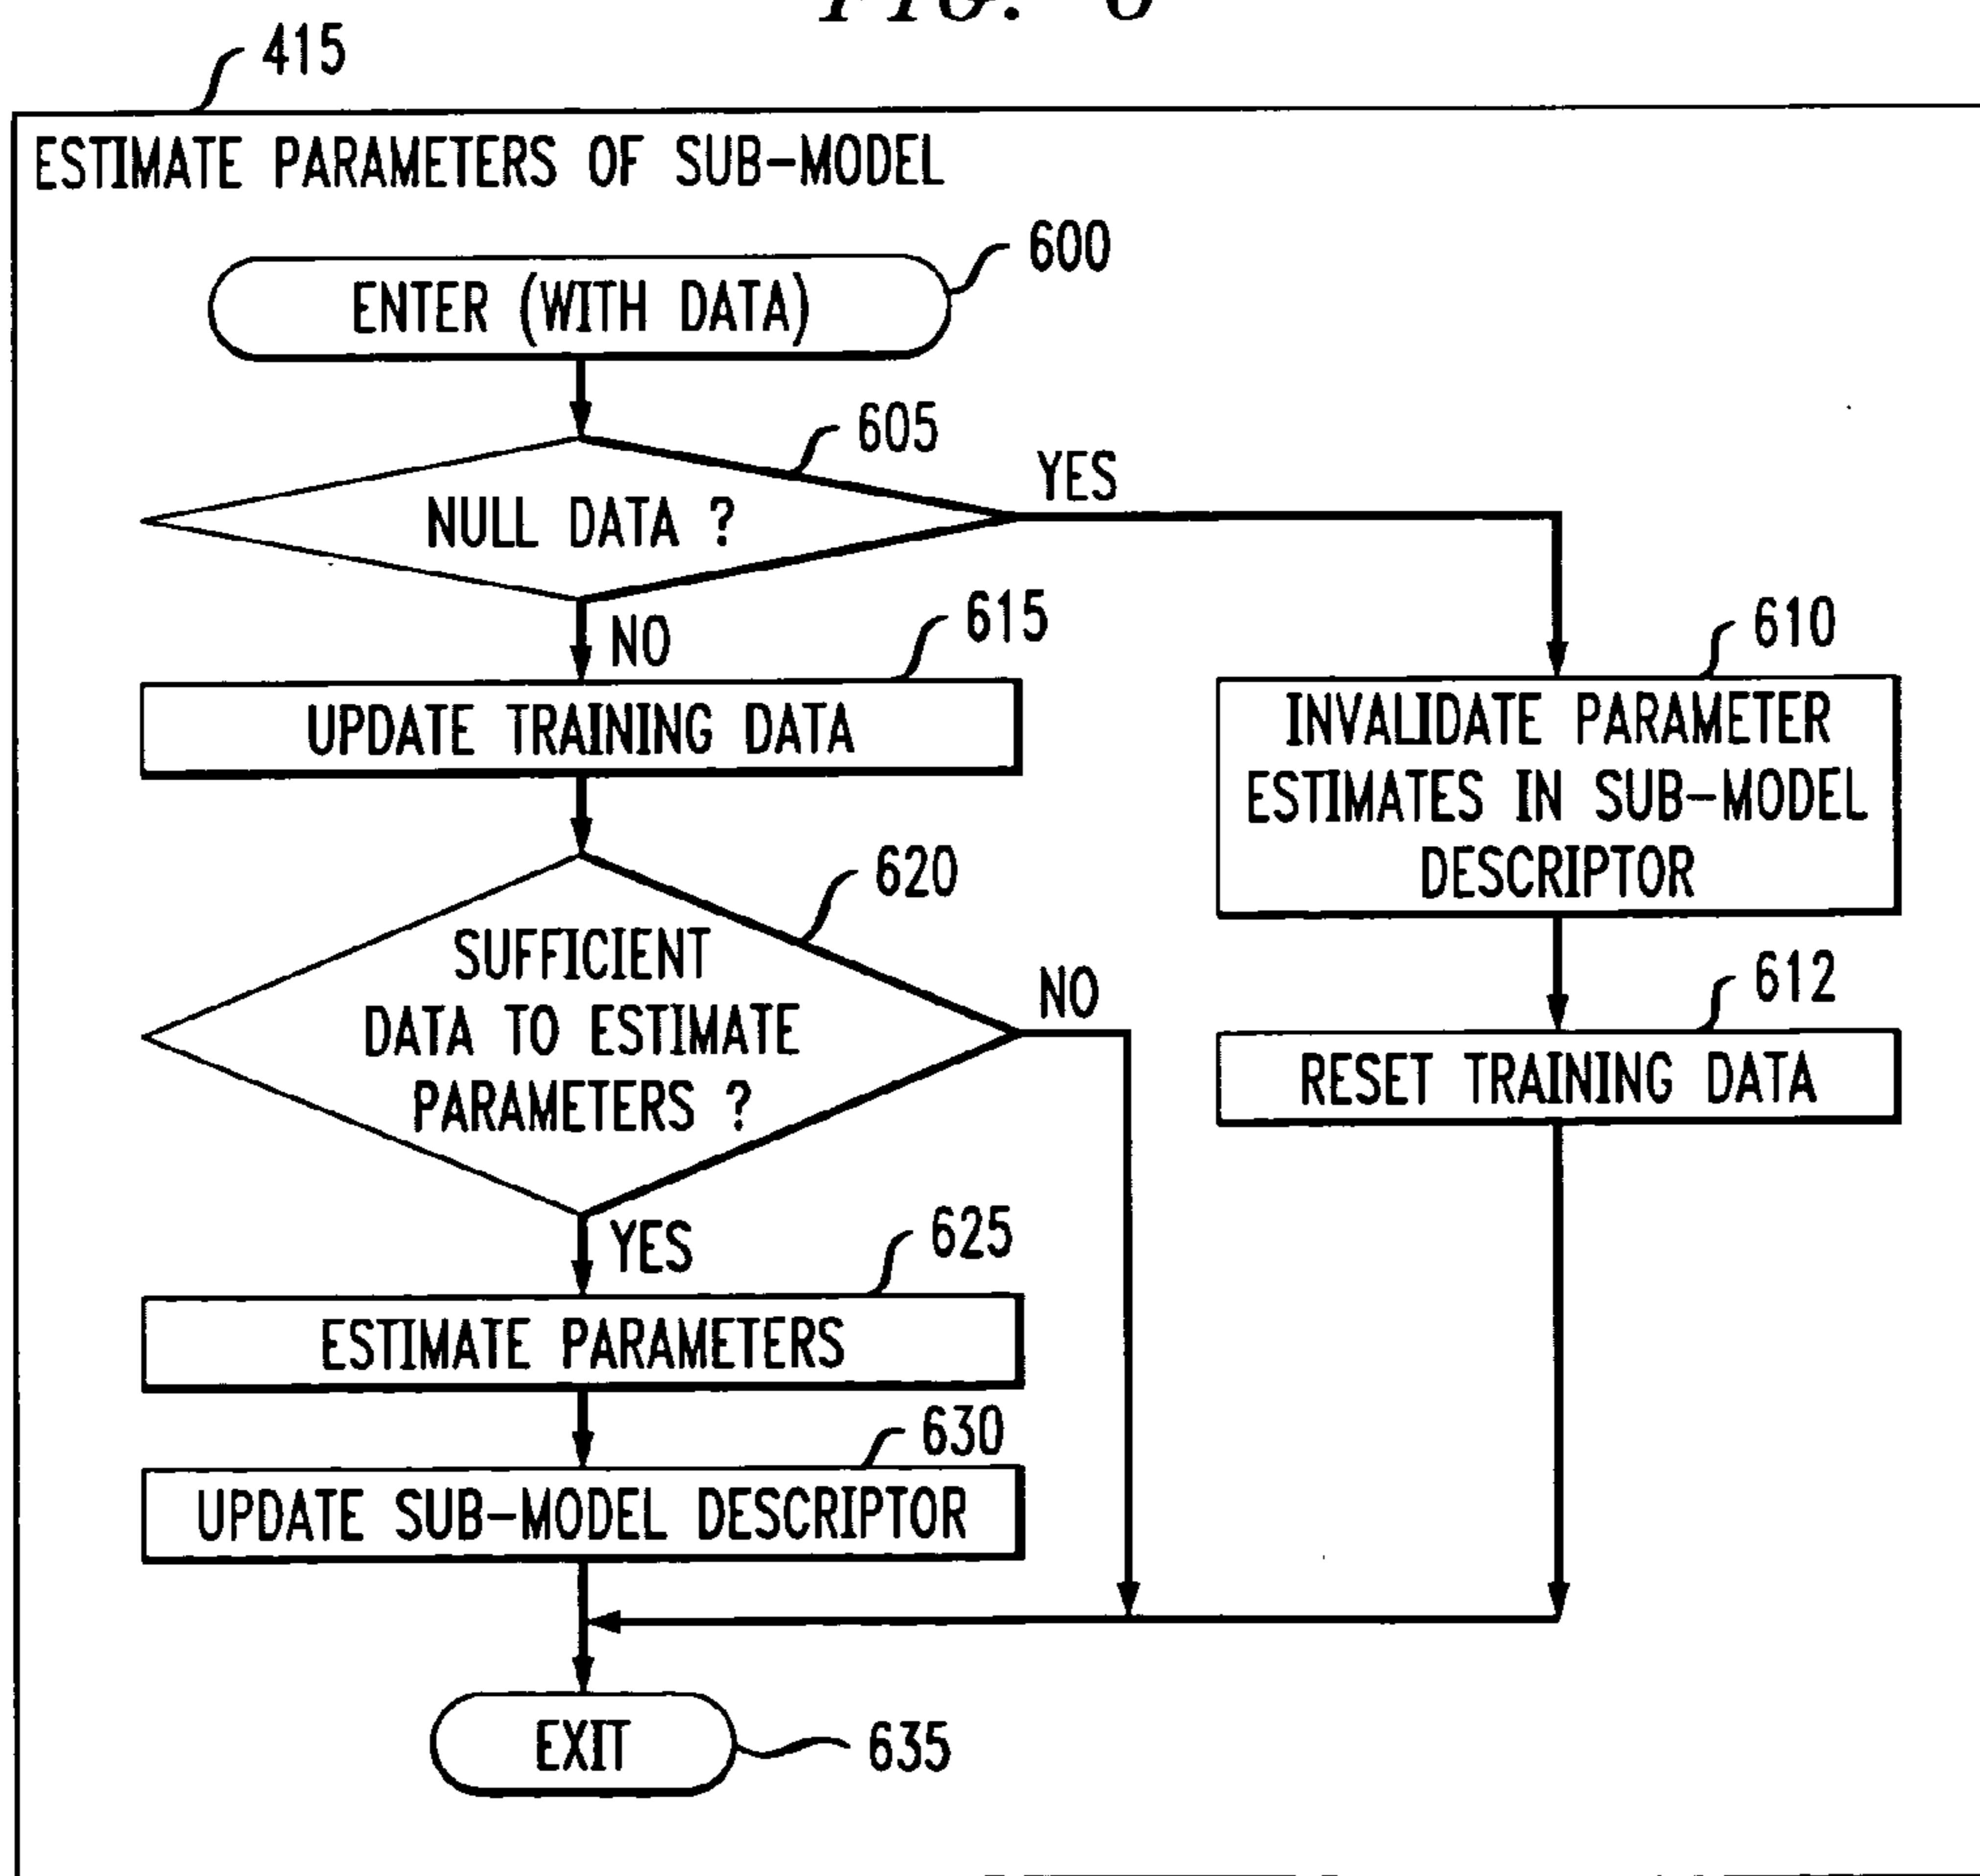 FIG. 6
415
ESTIMATE PARAMETERS OF SUB-MODEL
600
ENTER (WITH DATA)
605
YES
NULL DATA ?
NO
615
610
UPDATE TRAINING DATA
INVALIDATE PARAMETER
ESTIMATES IN SUB-MODEL
DESCRIPTOR
620
SUFFICIENT
DATA TO ESTIMATE
PARAMETERS ?
NO
612
RESET TRAINING DATA
YES
625
ESTIMATE PARAMETERS
630
UPDATE SUB-MODEL DESCRIPTOR
EXIT
635